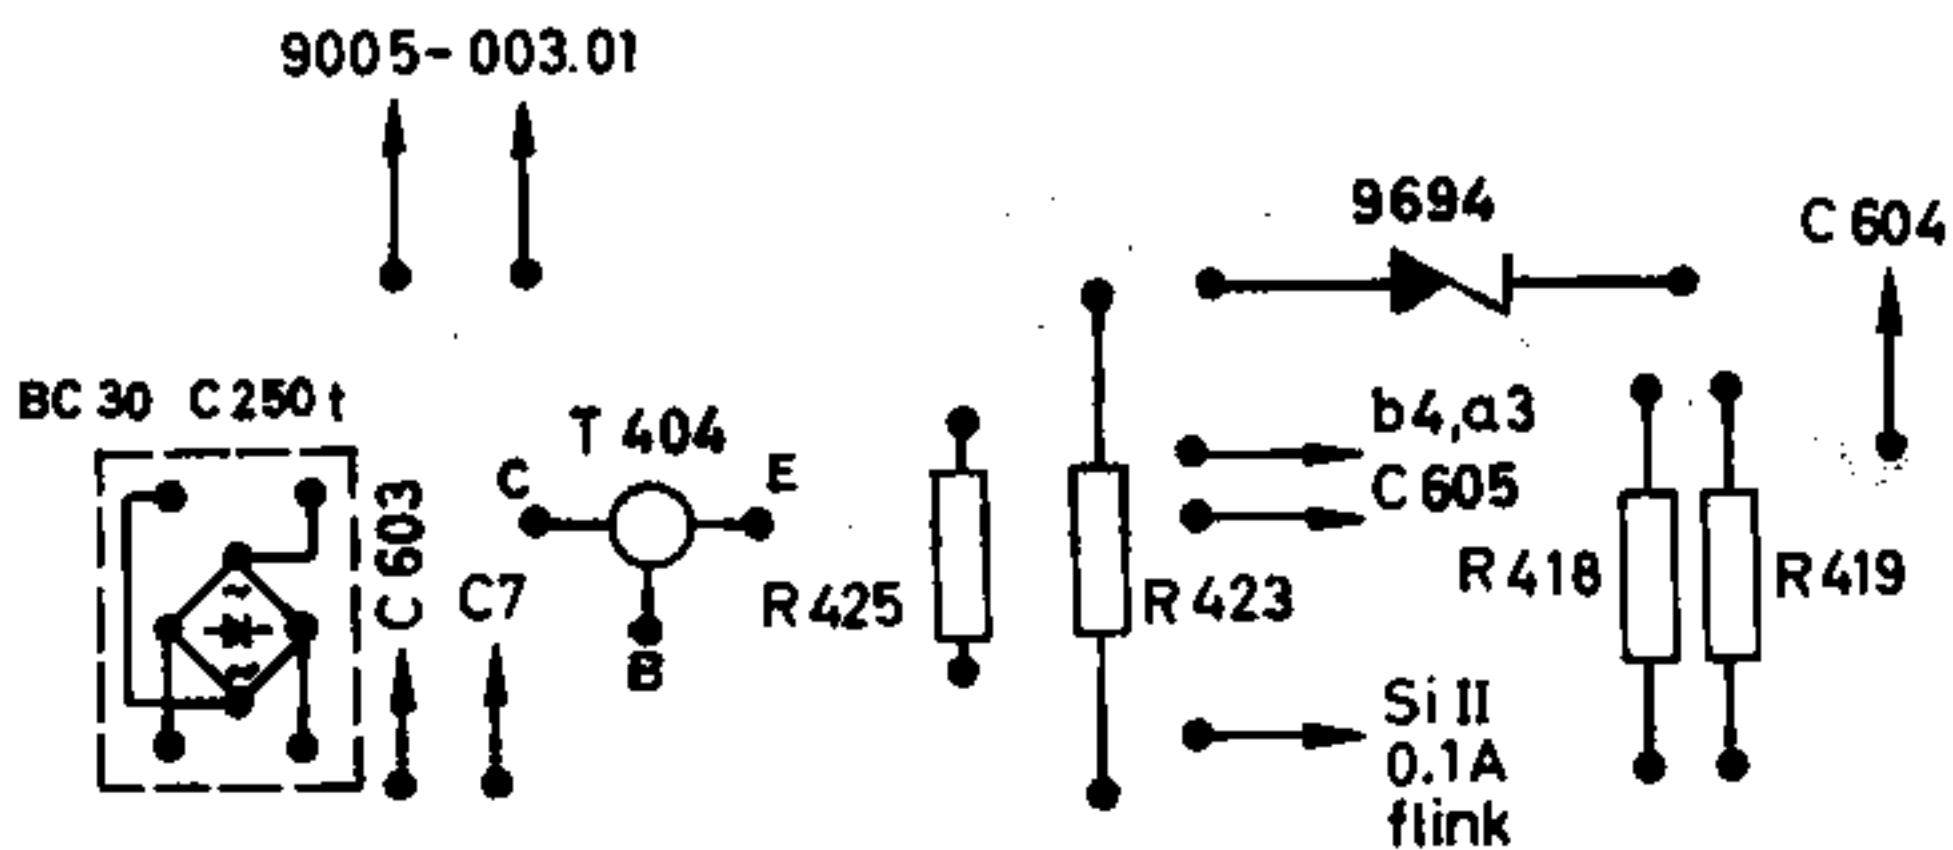 9005-003.01
9694
C 604
BC 30 C 250 t
T 404
b4,a3
C
E
C 605
C 603
C7
R 425
R 423
R 418
R 419
B
Si II
0.1A
flink